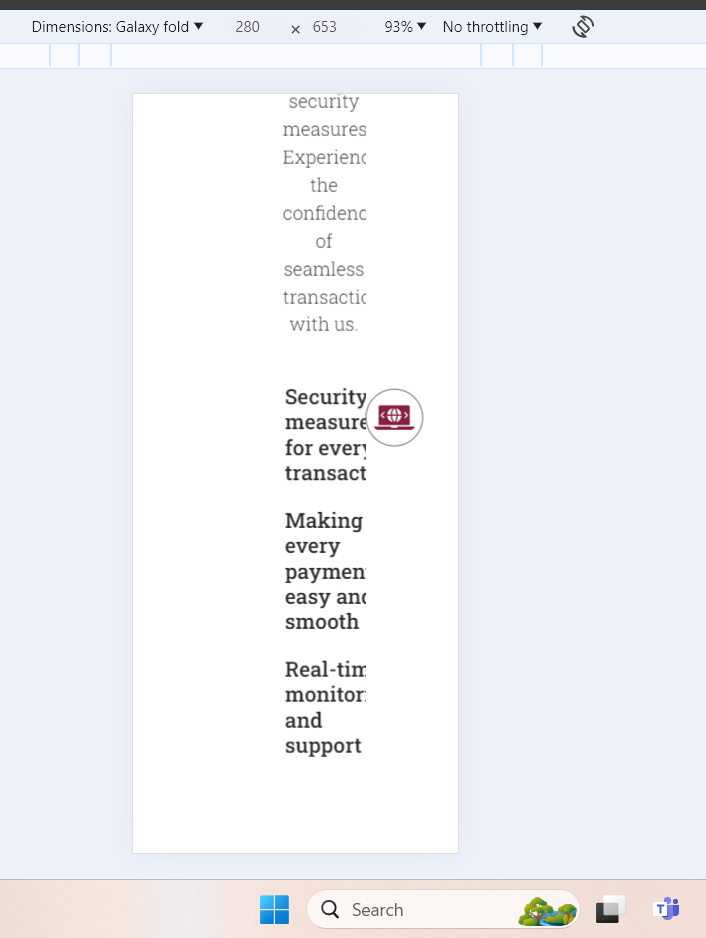 Dimensions: Galaxy fold 280 × 653 93% No throttling
security
measures
Experienc
the
confidenc
of
seamless
transactic
with us.
Security
measure
for every
transact
Making
every
paymen
easy and
smooth
Real-tim
monitor
and
support
Search
T